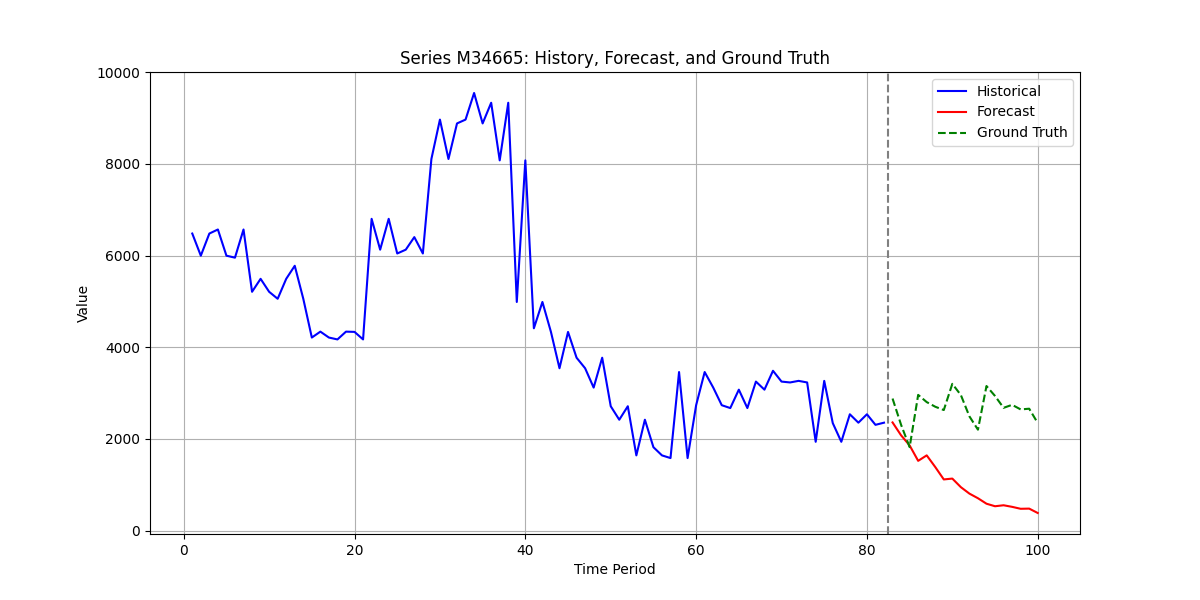 Series M34665: History, Forecast, and Ground Truth
10000
8000
6000
4000
2000
0
Value
0 20 40 60 80 100
Time Period
Historical
Forecast
Ground Truth